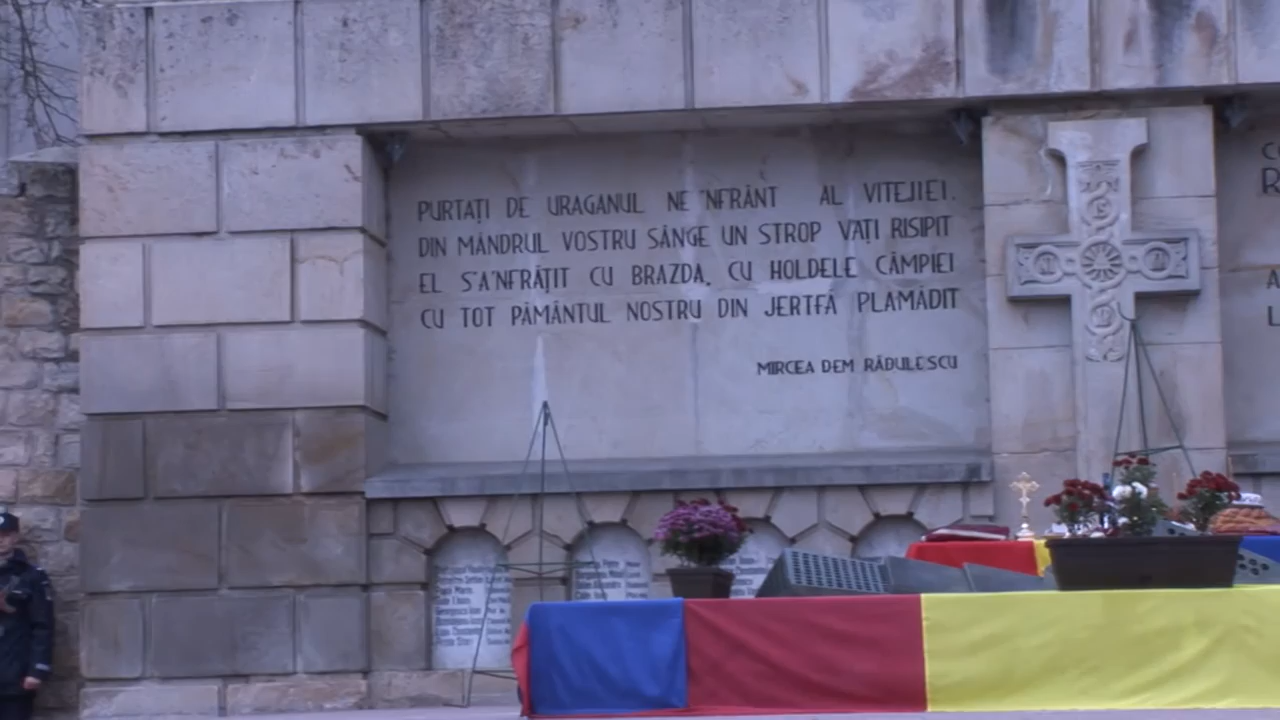 PURTAȚI DE URAGANUL NE 'NFRÂNT AL VITEJIEI.
DIN MÂNDRUL VOSTRU SÂNGE UN STROP V'AȚI RISIPIT
EL S'A'NFRĂȚIT CU BRAZDA, CU HOLDELE CÂMPIEI
CU TOT PĂMÂNTUL NOSTRU DIN JERTFĂ PLĂMĂDIT
MIRCEA DEM RĂDULESCU